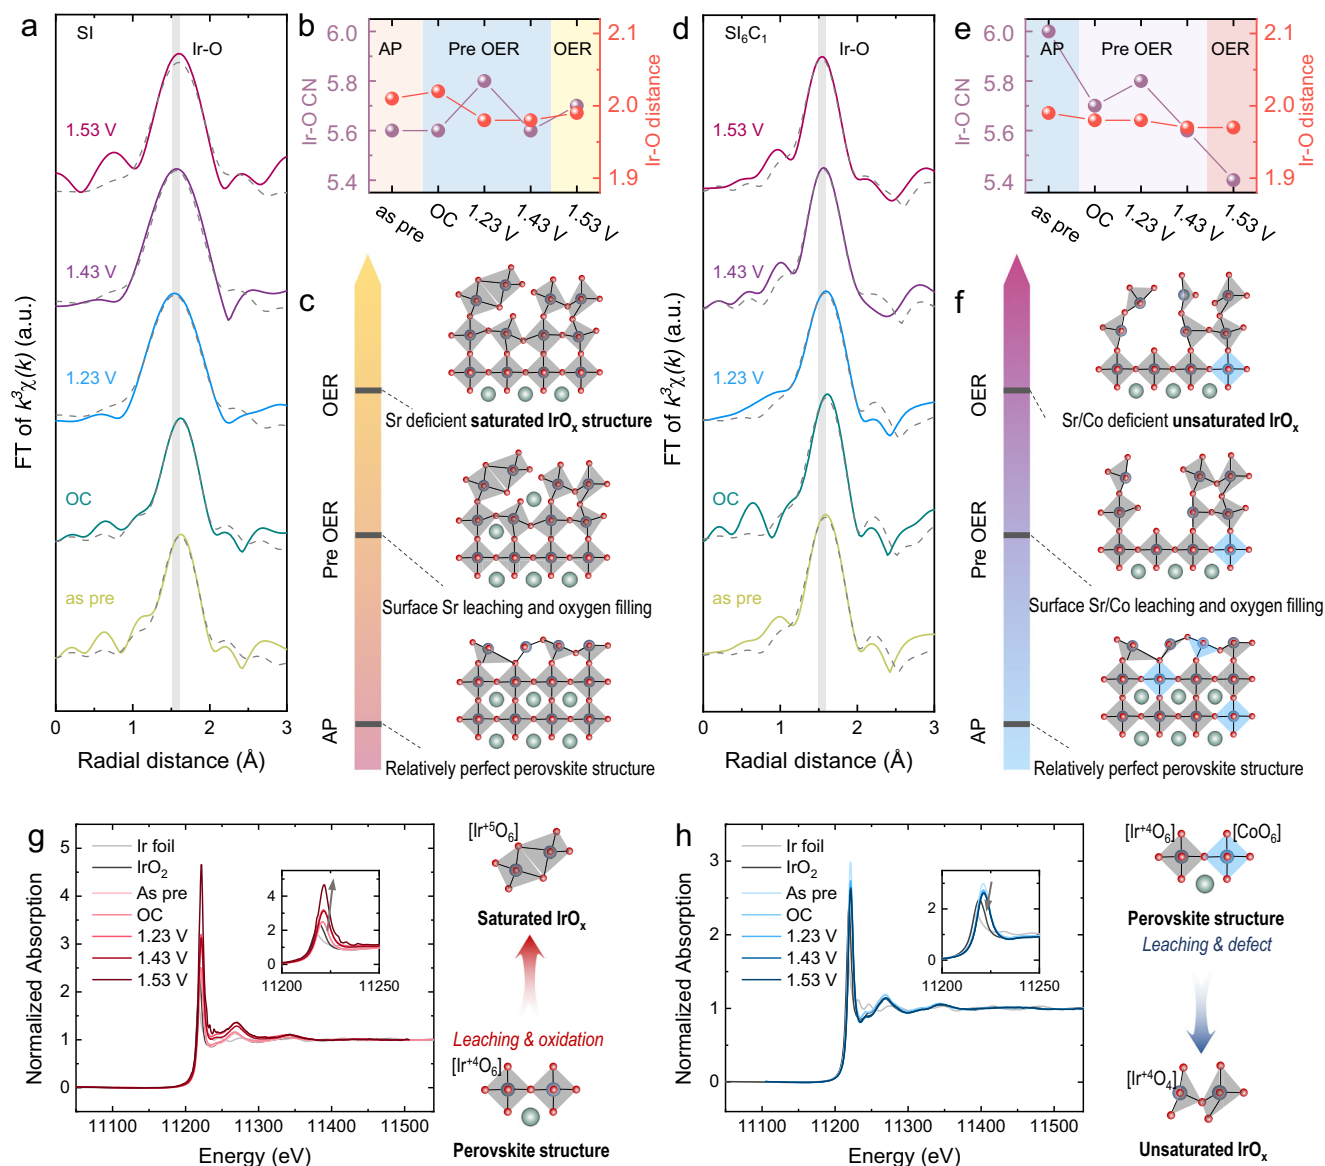 a
SI
Ir-O
1.53 V
1.43 V
1.23 V
OC
as pre
FT of k³χ(k) (a.u.)
0 1 2 3
Radial distance (Å)
b
AP Pre OER OER
6.0
5.8
5.6
5.4
Ir-O CN
2.1
2.0
1.9
Ir-O distance
as pre OC 1.23 V 1.43 V 1.53 V
c
OER
Sr deficient saturated IrOₓ structure
Pre OER
Surface Sr leaching and oxygen filling
AP
Relatively perfect perovskite structure
d
SI₆C₁
Ir-O
1.53 V
1.43 V
1.23 V
OC
as pre
FT of k³χ(k) (a.u.)
0 1 2 3
Radial distance (Å)
e
AP Pre OER OER
6.0
5.8
5.6
5.4
Ir-O CN
2.1
2.0
1.9
Ir-O distance
as pre OC 1.23 V 1.43 V 1.53 V
f
OER
Sr/Co deficient unsaturated IrOₓ
Pre OER
Surface Sr/Co leaching and oxygen filling
AP
Relatively perfect perovskite structure
g
Ir foil
IrO₂
As pre
OC
1.23 V
1.43 V
1.53 V
5
4
3
2
1
0
Normalized Absorption
4
2
0
11200 11250
11100 11200 11300 11400 11500
Energy (eV)
[Ir⁺⁵O₆]
Saturated IrOₓ
Leaching & oxidation
[Ir⁺⁴O₆]
Perovskite structure
h
Ir foil
IrO₂
As pre
OC
1.23 V
1.43 V
1.53 V
3
2
1
0
Normalized Absorption
2
0
11200 11250
11100 11200 11300 11400 11500
Energy (eV)
[Ir⁺⁴O₆] [CoO₆]
Perovskite structure
Leaching & defect
[Ir⁺⁴O₄]
Unsaturated IrOₓ